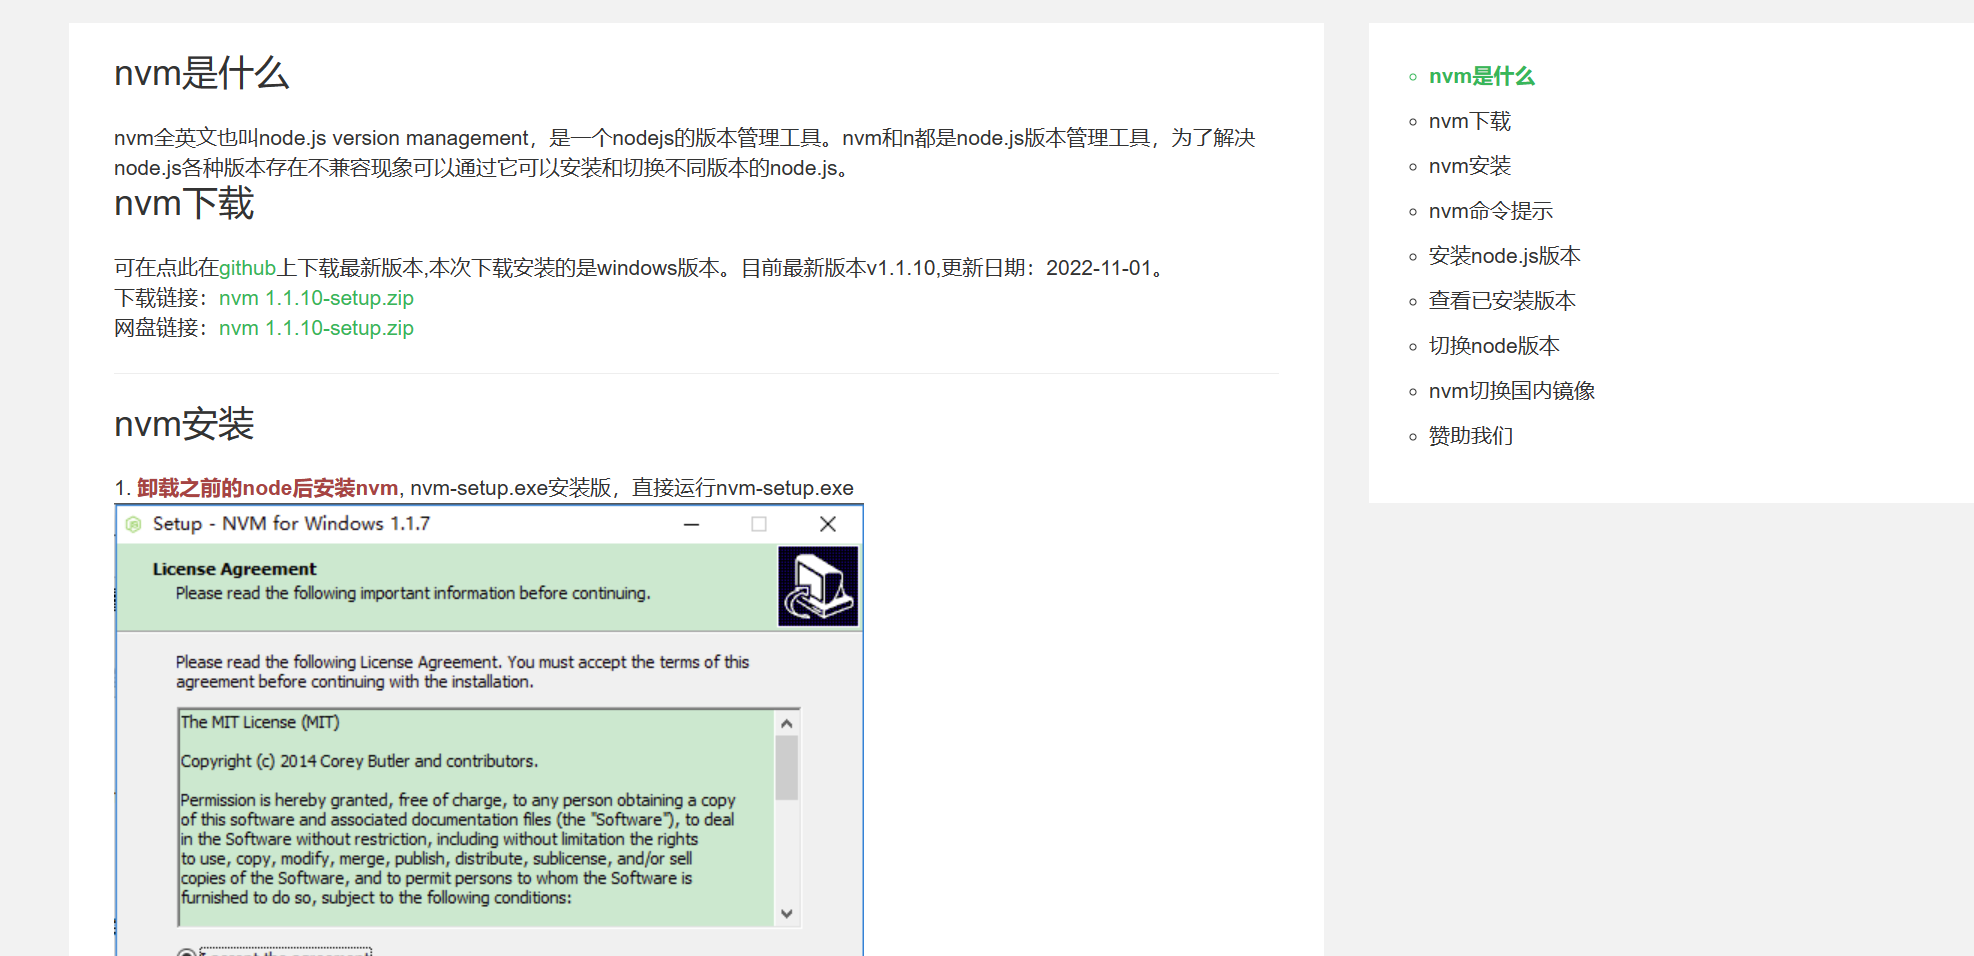 nvm是什么
nvm全英文也叫node.js version management，是一个nodejs的版本管理工具。nvm和n都是node.js版本管理工具，为了解决
node.js各种版本存在不兼容现象可以通过它可以安装和切换不同版本的node.js。
nvm下载
可在点此在github上下载最新版本,本次下载安装的是windows版本。目前最新版本v1.1.10,更新日期：2022-11-01。
下载链接：nvm 1.1.10-setup.zip
网盘链接：nvm 1.1.10-setup.zip
nvm安装
1. 卸载之前的node后安装nvm, nvm-setup.exe安装版，直接运行nvm-setup.exe
Setup - NVM for Windows 1.1.7
License Agreement
Please read the following important information before continuing.
Please read the following License Agreement. You must accept the terms of this
agreement before continuing with the installation.
The MIT License (MIT)
Copyright (c) 2014 Corey Butler and contributors.
Permission is hereby granted, free of charge, to any person obtaining a copy
of this software and associated documentation files (the "Software"), to deal
in the Software without restriction, including without limitation the rights
to use, copy, modify, merge, publish, distribute, sublicense, and/or sell
copies of the Software, and to permit persons to whom the Software is
furnished to do so, subject to the following conditions:
I accept the agreement
nvm是什么
nvm下载
nvm安装
nvm命令提示
安装node.js版本
查看已安装版本
切换node版本
nvm切换国内镜像
赞助我们